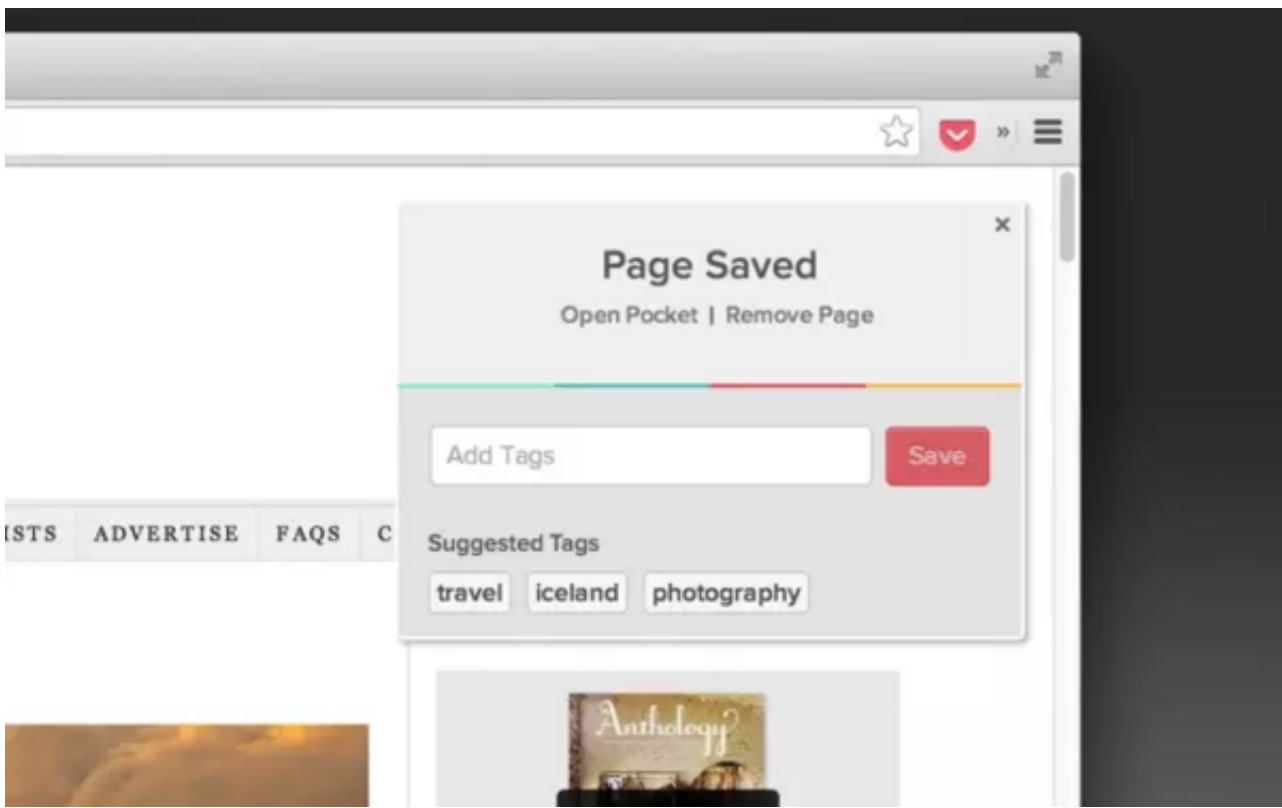 Page Saved
Open Pocket | Remove Page
Add Tags
Save
ISTS ADVERTISE FAQS C
Suggested Tags
travel iceland photography
Anthology